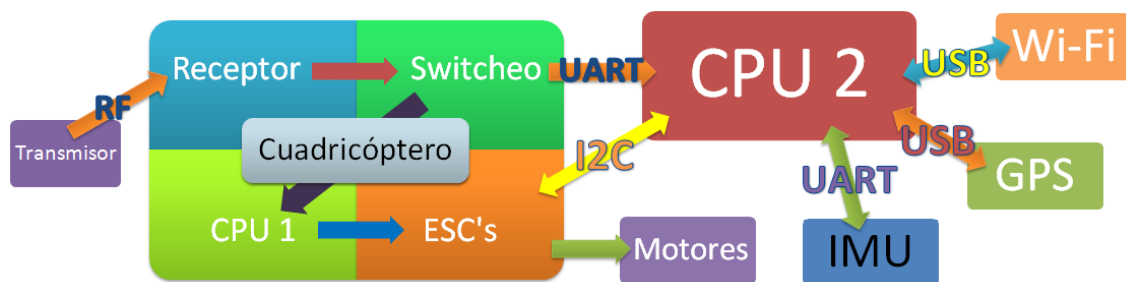 Receptor
Switcheo
UART
CPU 2
USB
Wi-Fi
RF
Transmisor
Cuadricóptero
I2C
USB
GPS
UART
CPU 1
ESC's
Motores
IMU